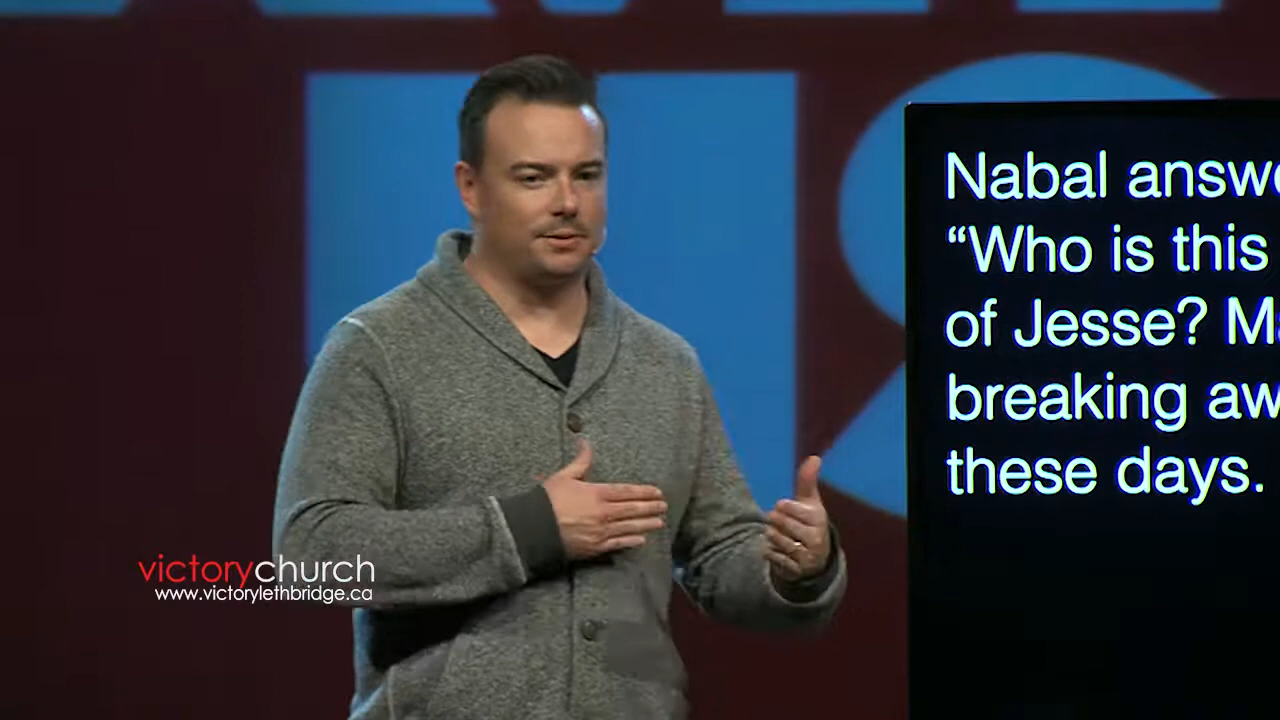 Nabal answe
"Who is this
of Jesse? Ma
breaking aw
these days.
victorychurch
www.victorylethbridge.ca